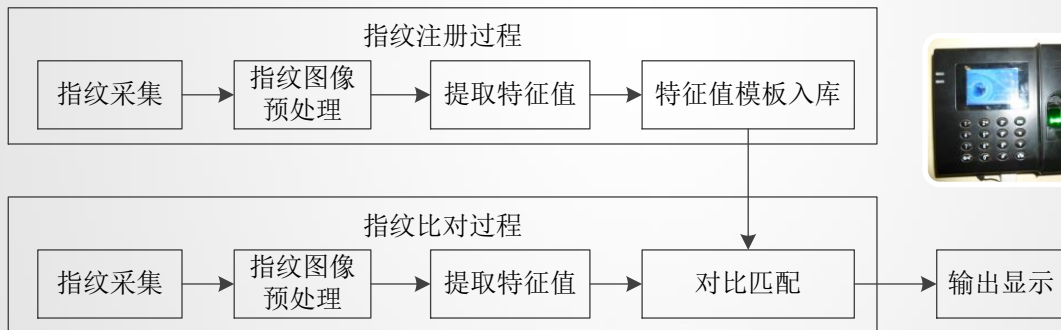 指纹注册过程
指纹采集
指纹图像
预处理
提取特征值
特征值模板入库
指纹比对过程
指纹采集
指纹图像
预处理
提取特征值
对比匹配
输出显示